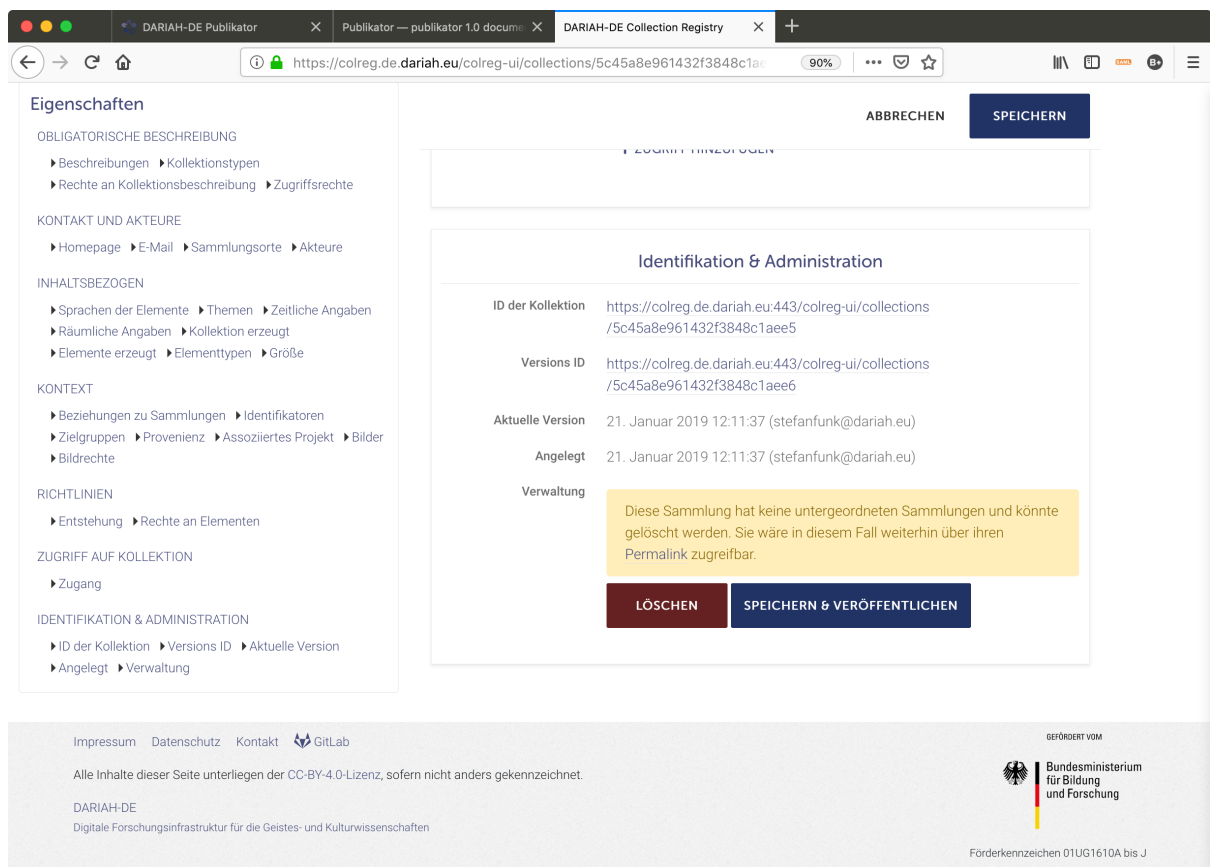 DARIAH-DE Publikator
Publikator — publikator 1.0 docume
DARIAH-DE Collection Registry
https://colreg.de.dariah.eu/colreg-ui/collections/5c45a8e961432f3848c1ae
90%
Eigenschaften
OBLIGATORISCHE BESCHREIBUNG
Beschreibungen Kollektionstypen
Rechte an Kollektionsbeschreibung Zugriffsrechte
KONTAKT UND AKTEURE
Homepage E-Mail Sammlungsorte Akteure
INHALTSBEZOGEN
Sprachen der Elemente Themen Zeitliche Angaben
Räumliche Angaben Kollektion erzeugt
Elemente erzeugt Elementtypen Größe
KONTEXT
Beziehungen zu Sammlungen Identifikatoren
Zielgruppen Provenienz Assoziiertes Projekt Bilder
Bildrechte
RICHTLINIEN
Entstehung Rechte an Elementen
ZUGRIFF AUF KOLLEKTION
Zugang
IDENTIFIKATION & ADMINISTRATION
ID der Kollektion Versions ID Aktuelle Version
Angelegt Verwaltung
ABBRECHEN
SPEICHERN
ZUGRIFF HINZUFÜGEN
Identifikation & Administration
ID der Kollektion
https://colreg.de.dariah.eu:443/colreg-ui/collections
/5c45a8e961432f3848c1aee5
Versions ID
https://colreg.de.dariah.eu:443/colreg-ui/collections
/5c45a8e961432f3848c1aee6
Aktuelle Version
21. Januar 2019 12:11:37 (stefanfunk@dariah.eu)
Angelegt
21. Januar 2019 12:11:37 (stefanfunk@dariah.eu)
Verwaltung
Diese Sammlung hat keine untergeordneten Sammlungen und könnte
gelöscht werden. Sie wäre in diesem Fall weiterhin über ihren
Permalink zugreifbar.
LÖSCHEN
SPEICHERN & VERÖFFENTLICHEN
Impressum Datenschutz Kontakt GitLab
Alle Inhalte dieser Seite unterliegen der CC-BY-4.0-Lizenz, sofern nicht anders gekennzeichnet.
DARIAH-DE
Digitale Forschungsinfrastruktur für die Geistes- und Kulturwissenschaften
GEFÖRDERT VOM
Bundesministerium
für Bildung
und Forschung
Förderkennzeichen 01UG1610A bis J